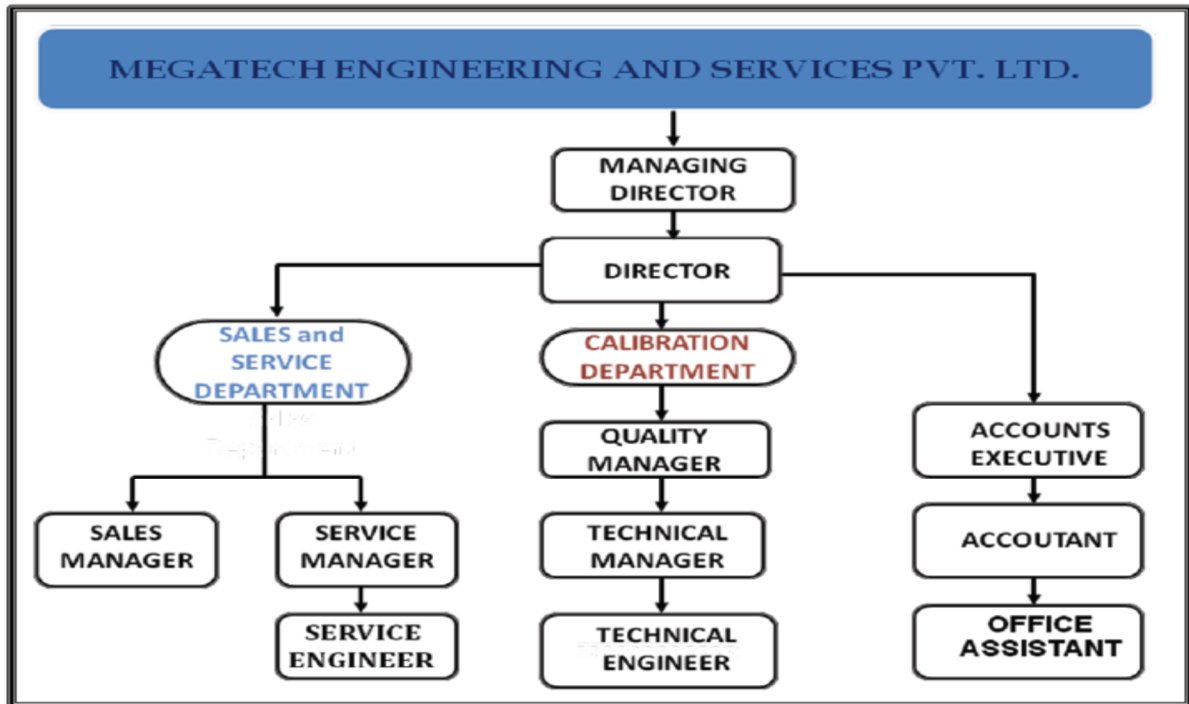 MEGATECH ENGINEERING AND SERVICES PVT. LTD.
MANAGING
DIRECTOR
DIRECTOR
SALES and
SERVICE
DEPARTMENT
CALIBRATION
DEPARTMENT
QUALITY
MANAGER
ACCOUNTS
EXECUTIVE
SALES
MANAGER
SERVICE
MANAGER
TECHNICAL
MANAGER
ACCOUTANT
SERVICE
ENGINEER
TECHNICAL
ENGINEER
OFFICE
ASSISTANT